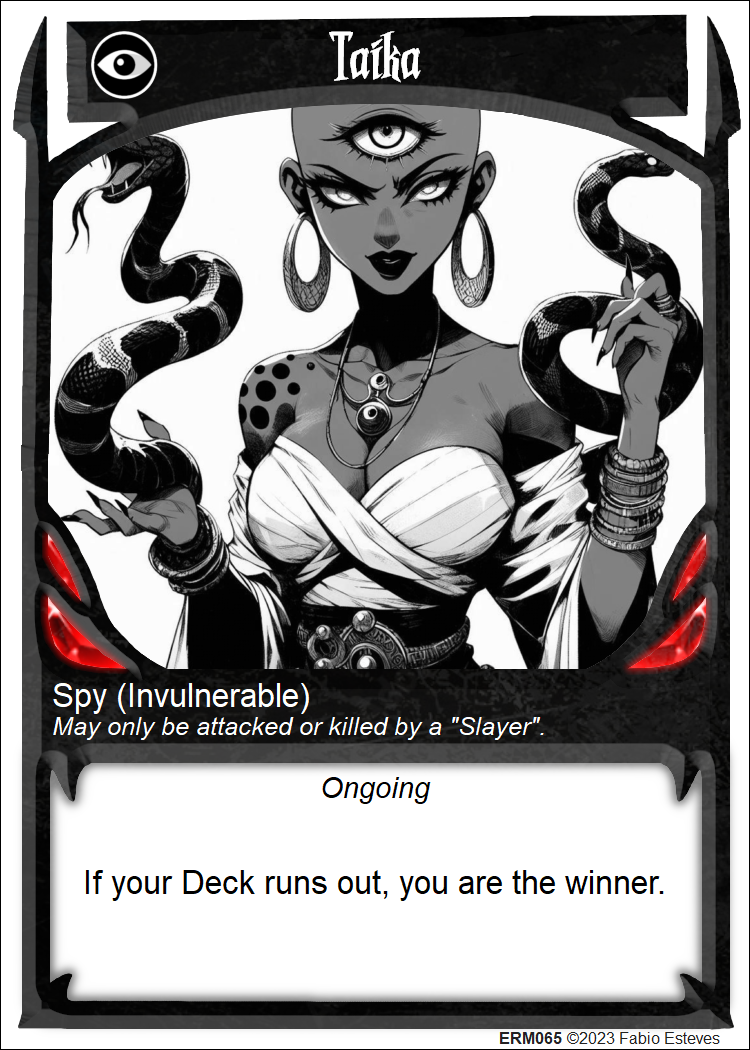 Taika
Spy (Invulnerable)
May only be attacked or killed by a "Slayer".
Ongoing
If your Deck runs out, you are the winner.
ERM065 ©2023 Fabio Esteves